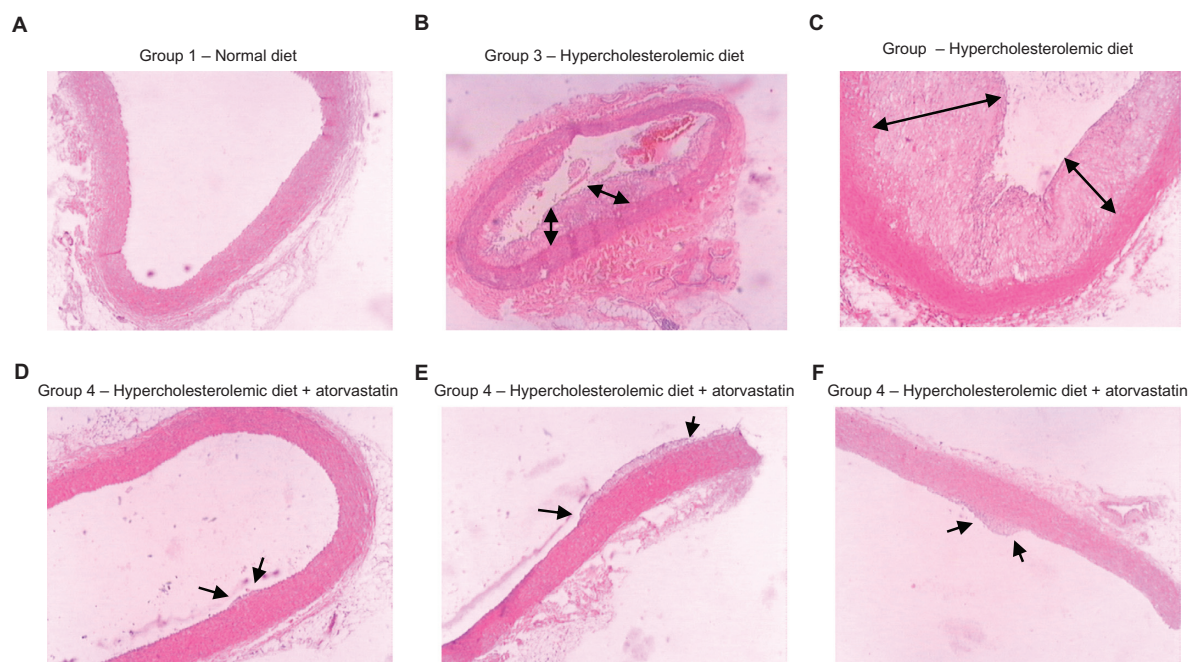 A
Group 1 – Normal diet
B
Group 3 – Hypercholesterolemic diet
C
Group – Hypercholesterolemic diet
D
Group 4 – Hypercholesterolemic diet + atorvastatin
E
Group 4 – Hypercholesterolemic diet + atorvastatin
F
Group 4 – Hypercholesterolemic diet + atorvastatin